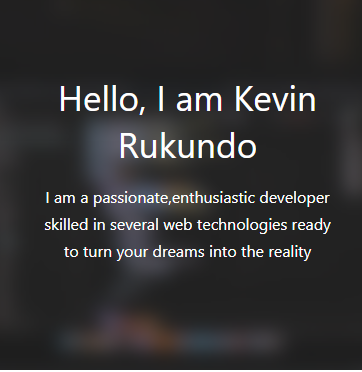 Hello, I am Kevin
Rukundo
I am a passionate,enthusiastic developer
skilled in several web technologies ready
to turn your dreams into the reality